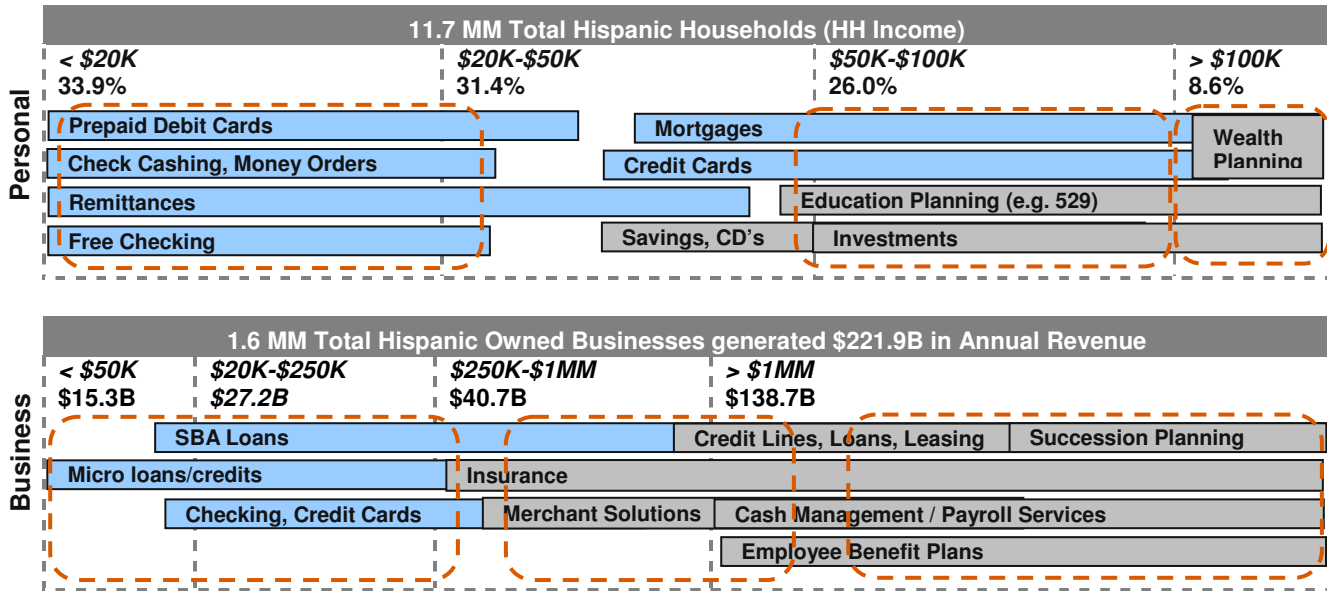 11.7 MM Total Hispanic Households (HH Income)
Personal
< $20K
33.9%
$20K-$50K
31.4%
$50K-$100K
26.0%
> $100K
8.6%
Prepaid Debit Cards
Mortgages
Wealth
Planning
Check Cashing, Money Orders
Credit Cards
Remittances
Education Planning (e.g. 529)
Free Checking
Savings, CD’s
Investments
1.6 MM Total Hispanic Owned Businesses generated $221.9B in Annual Revenue
Business
< $50K
$15.3B
$20K-$250K
$27.2B
$250K-$1MM
$40.7B
> $1MM
$138.7B
SBA Loans
Credit Lines, Loans, Leasing
Succession Planning
Micro loans/credits
Insurance
Checking, Credit Cards
Merchant Solutions
Cash Management / Payroll Services
Employee Benefit Plans